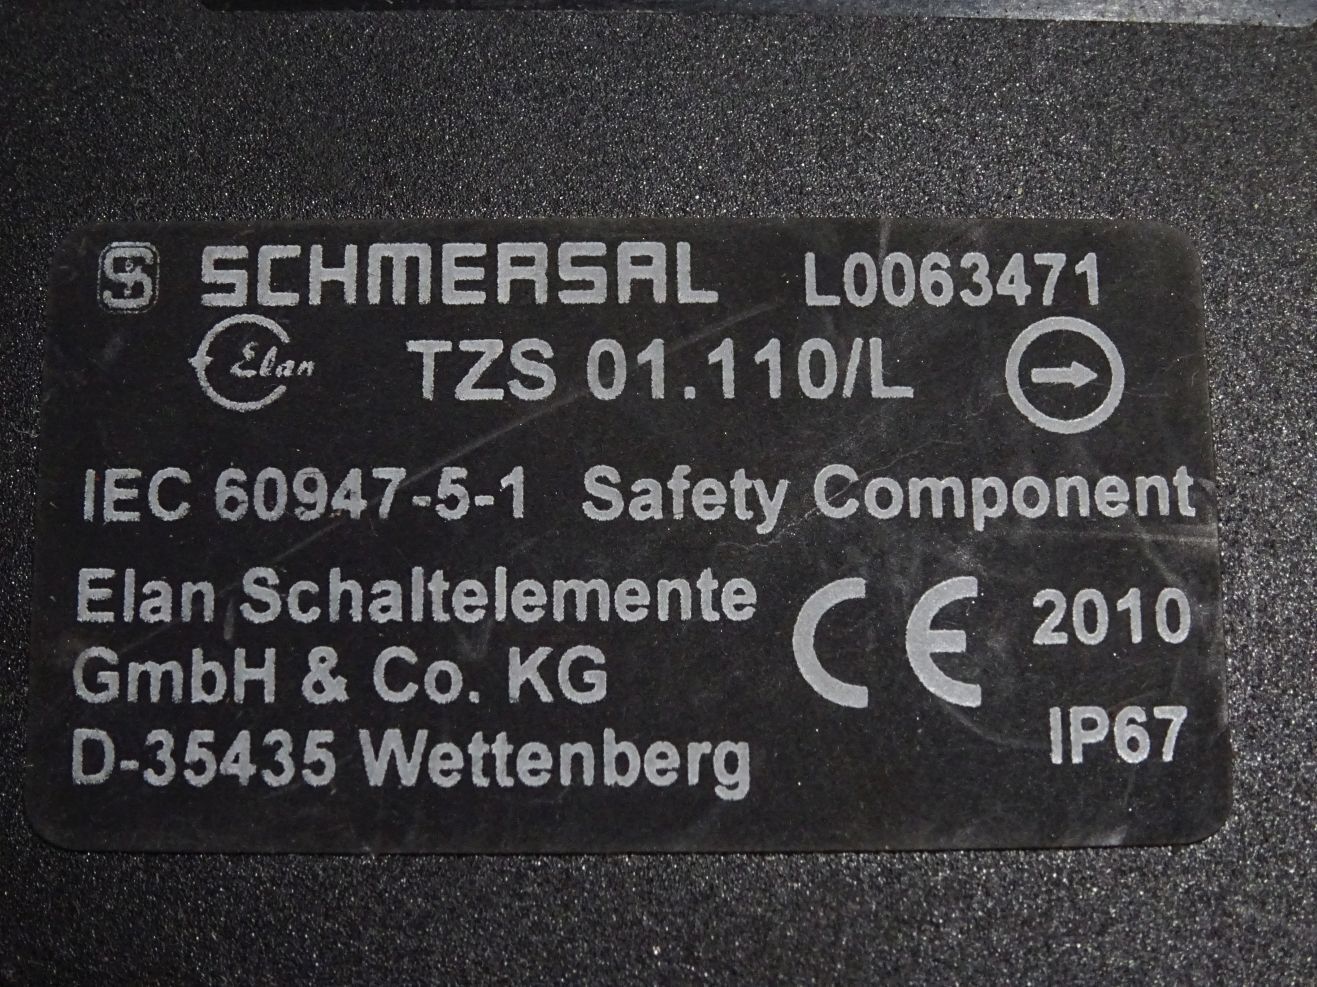 SCHMERSAL L0063471
Elan TZS 01.110/L
IEC 60947-5-1 Safety Component
Elan Schaltelemente
GmbH & Co. KG
D-35435 Wettenberg
CE 2010
IP67